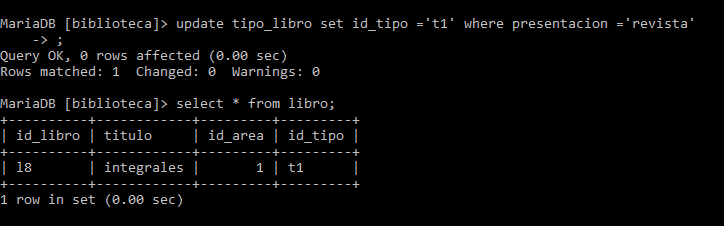 MariaDB [biblioteca]> update tipo_libro set id_tipo ='t1' where presentacion ='revista'
    -> ;
Query OK, 0 rows affected (0.00 sec)
Rows matched: 1  Changed: 0  Warnings: 0

MariaDB [biblioteca]> select * from libro;
+----------+------------+---------+---------+
| id_libro | titulo     | id_area | id_tipo |
+----------+------------+---------+---------+
| l8       | integrales |       1 | t1      |
+----------+------------+---------+---------+
1 row in set (0.00 sec)